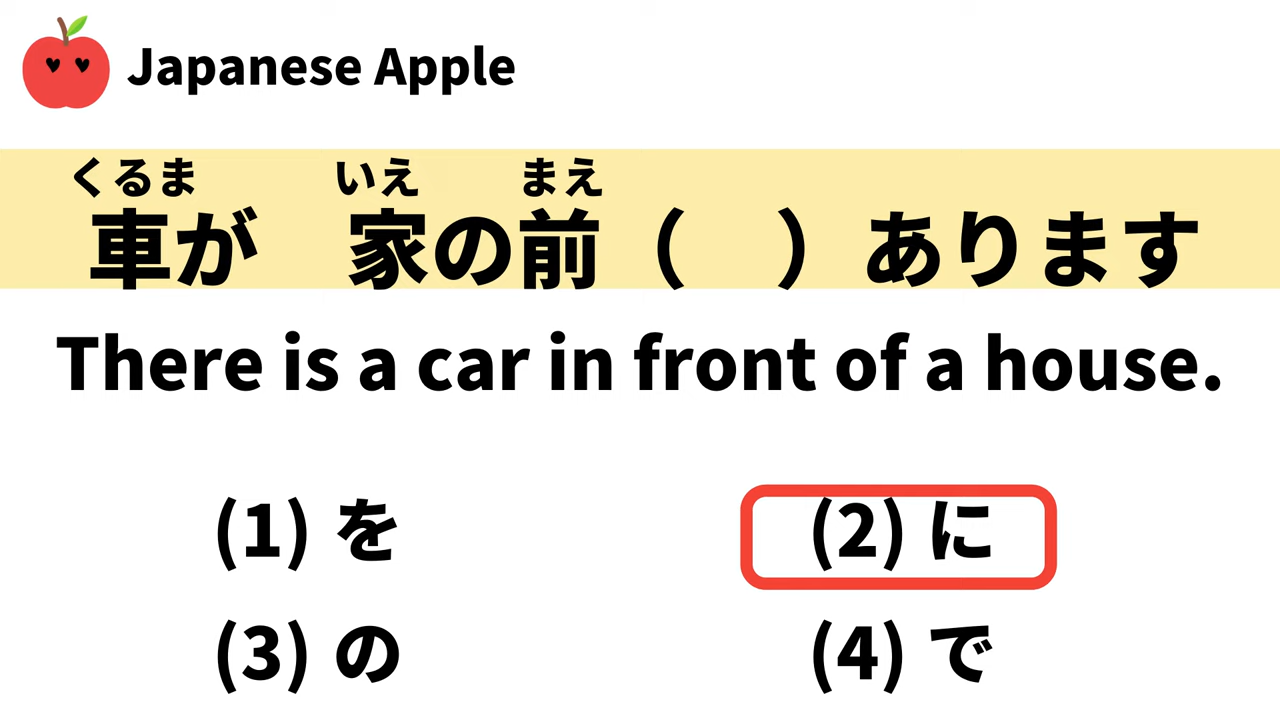 Japanese Apple
くるま いえ まえ
車が 家の前（ ）あります
There is a car in front of a house.
(1) を (2) に
(3) の (4) で